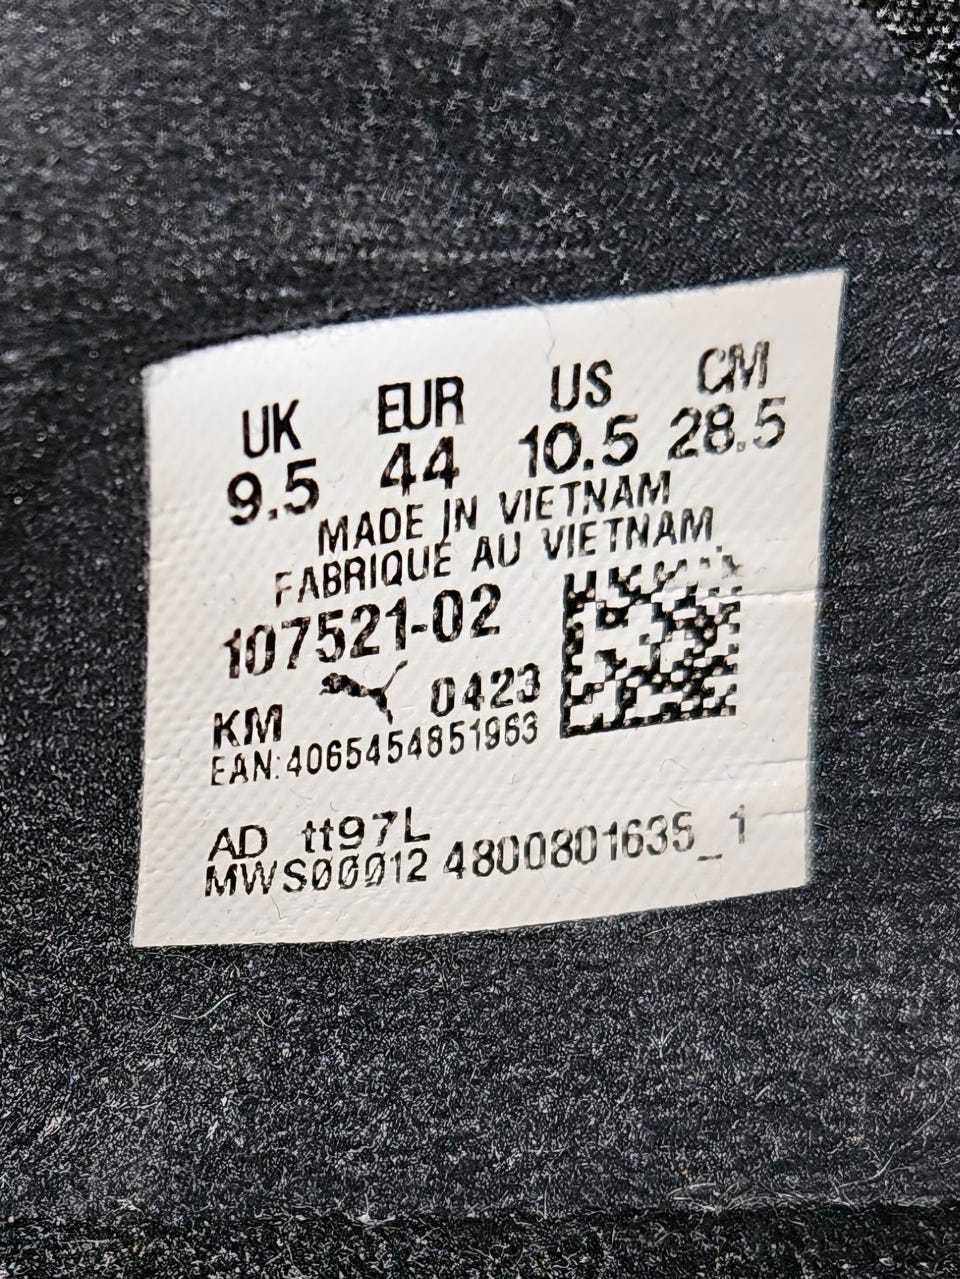 UK EUR US CM
9.5 44 10.5 28.5
MADE IN VIETNAM
FABRIQUÉ AU VIETNAM
107521-02
KM 0423
EAN:4065454851963
AD tt97L
MWS00012 4800801635_1